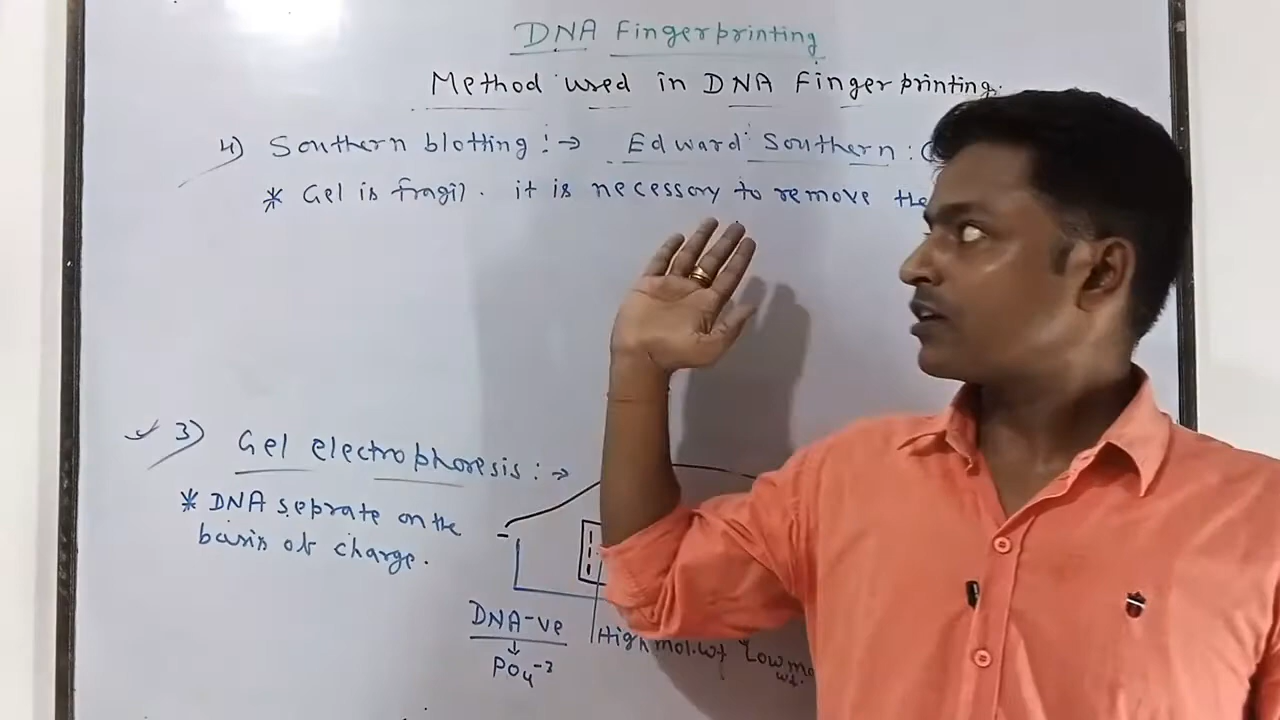 DNA Fingerprinting
Method used in DNA Fingerprinting.
4) Southern blotting :→ Edward Southern :
* Gel is fragil. it is necessary to remove the
3) Gel electrophoresis :→
* DNA seprate on the
basis of charge.
DNA-ve
↓
PO4-3
High mol.wt
Low mo
wt.